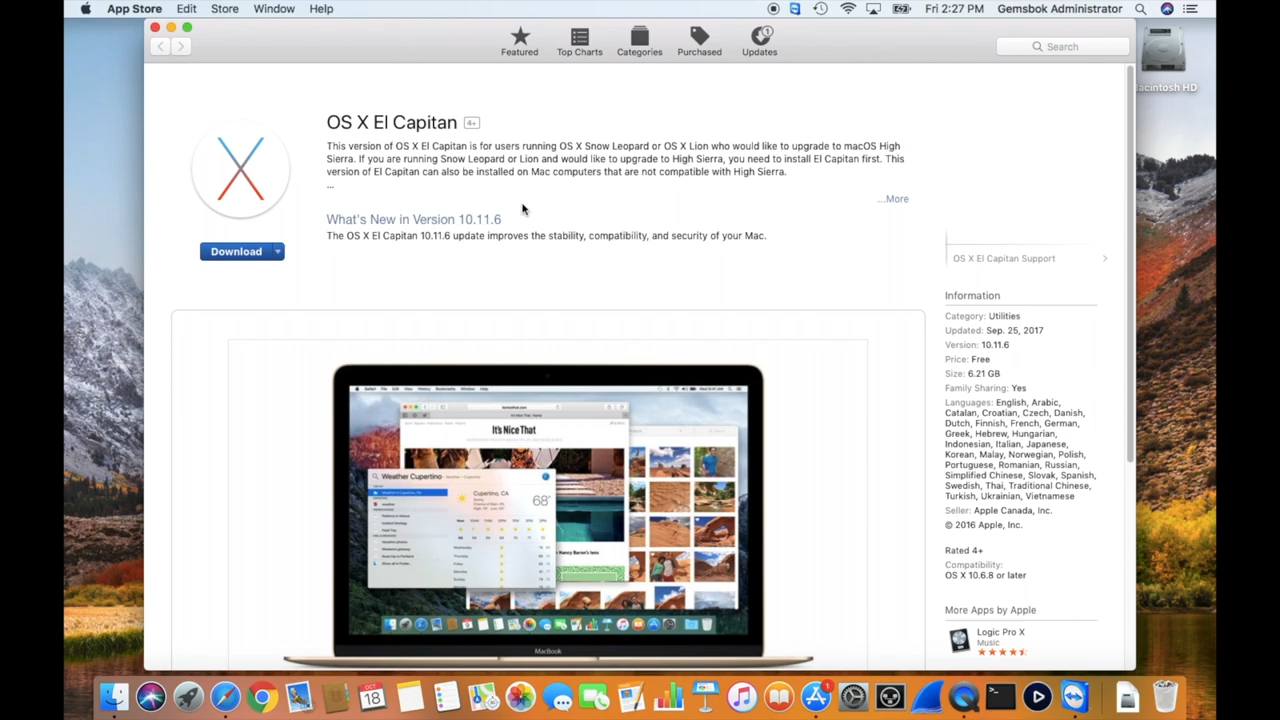 App Store Edit Store Window Help
Fri 2:27 PM Gemsbok Administrator
Featured Top Charts Categories Purchased Updates
1
Search
acintosh HD
OS X El Capitan 4+
This version of OS X El Capitan is for users running OS X Snow Leopard or OS X Lion who would like to upgrade to macOS High
Sierra. If you are running Snow Leopard or Lion and would like to upgrade to High Sierra, you need to install El Capitan first. This
version of El Capitan can also be installed on Mac computers that are not compatible with High Sierra.
...
...More
What's New in Version 10.11.6
The OS X El Capitan 10.11.6 update improves the stability, compatibility, and security of your Mac.
Download
OS X El Capitan Support
Information
Category: Utilities
Updated: Sep. 25, 2017
Version: 10.11.6
Price: Free
Size: 6.21 GB
Family Sharing: Yes
Languages: English, Arabic,
Catalan, Croatian, Czech, Danish,
Dutch, Finnish, French, German,
Greek, Hebrew, Hungarian,
Indonesian, Italian, Japanese,
Korean, Malay, Norwegian, Polish,
Portuguese, Romanian, Russian,
Simplified Chinese, Slovak, Spanish,
Swedish, Thai, Traditional Chinese,
Turkish, Ukrainian, Vietnamese
Seller: Apple Canada, Inc.
© 2016 Apple, Inc.
Rated 4+
Compatibility:
OS X 10.6.8 or later
More Apps by Apple
Logic Pro X
Music
It's Nice That
Weather Cupertino
Cupertino, CA
68°
Nancy Baron's lens
MacBook
OCT
18
1